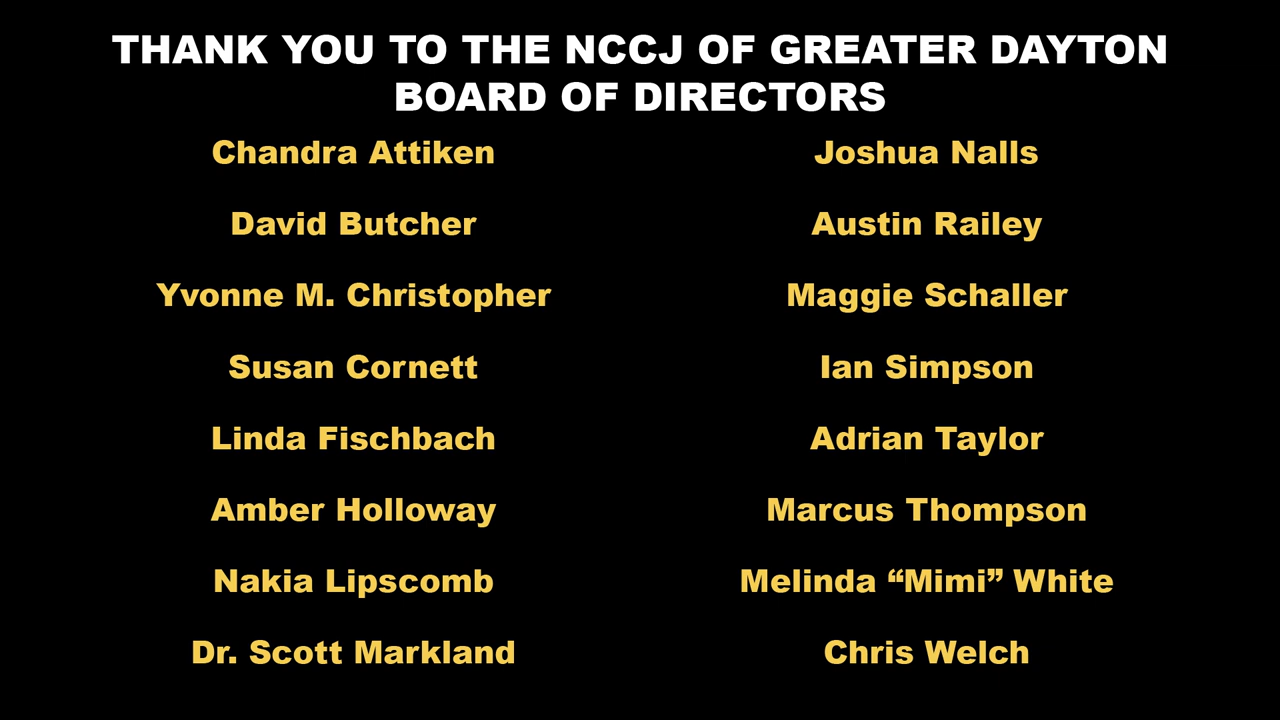 THANK YOU TO THE NCCJ OF GREATER DAYTON
BOARD OF DIRECTORS
Chandra Attiken
David Butcher
Yvonne M. Christopher
Susan Cornett
Linda Fischbach
Amber Holloway
Nakia Lipscomb
Dr. Scott Markland
Joshua Nalls
Austin Railey
Maggie Schaller
Ian Simpson
Adrian Taylor
Marcus Thompson
Melinda “Mimi” White
Chris Welch